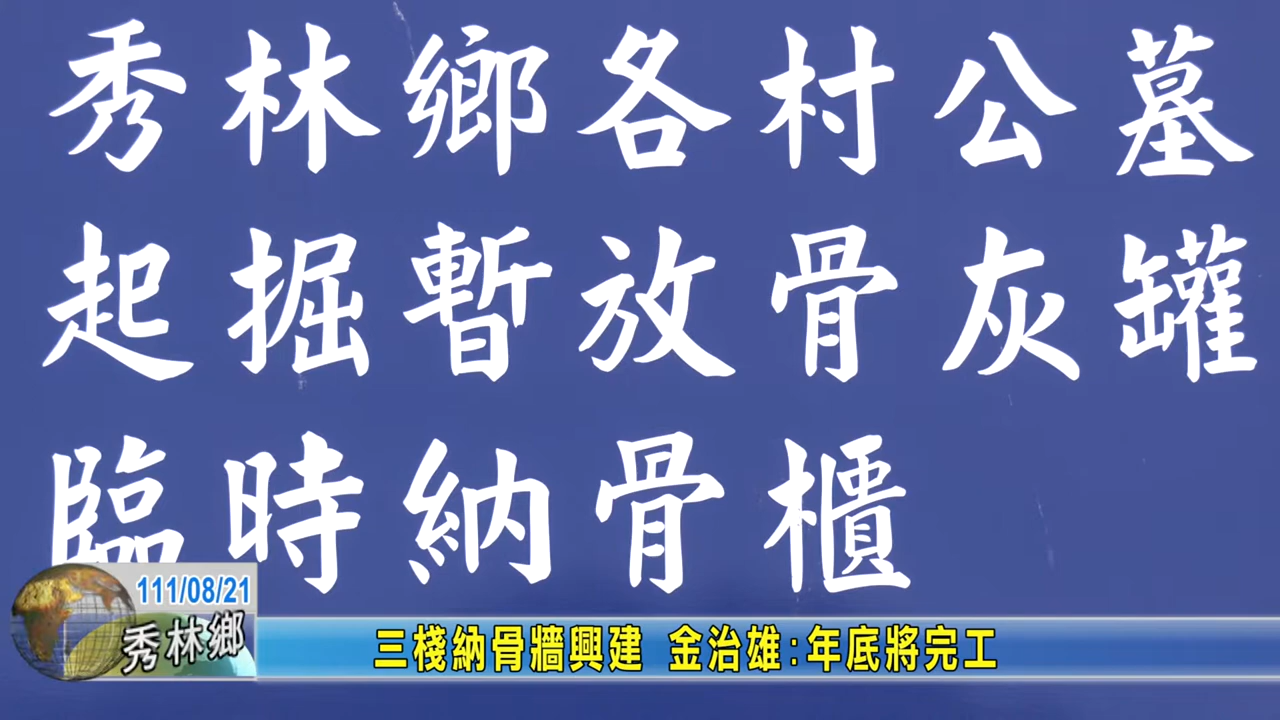 秀林鄉各村公墓
起掘暫放骨灰罐
臨時納骨櫃
111/08/21
秀林鄉
三棧納骨牆興建 金治雄:年底將完工